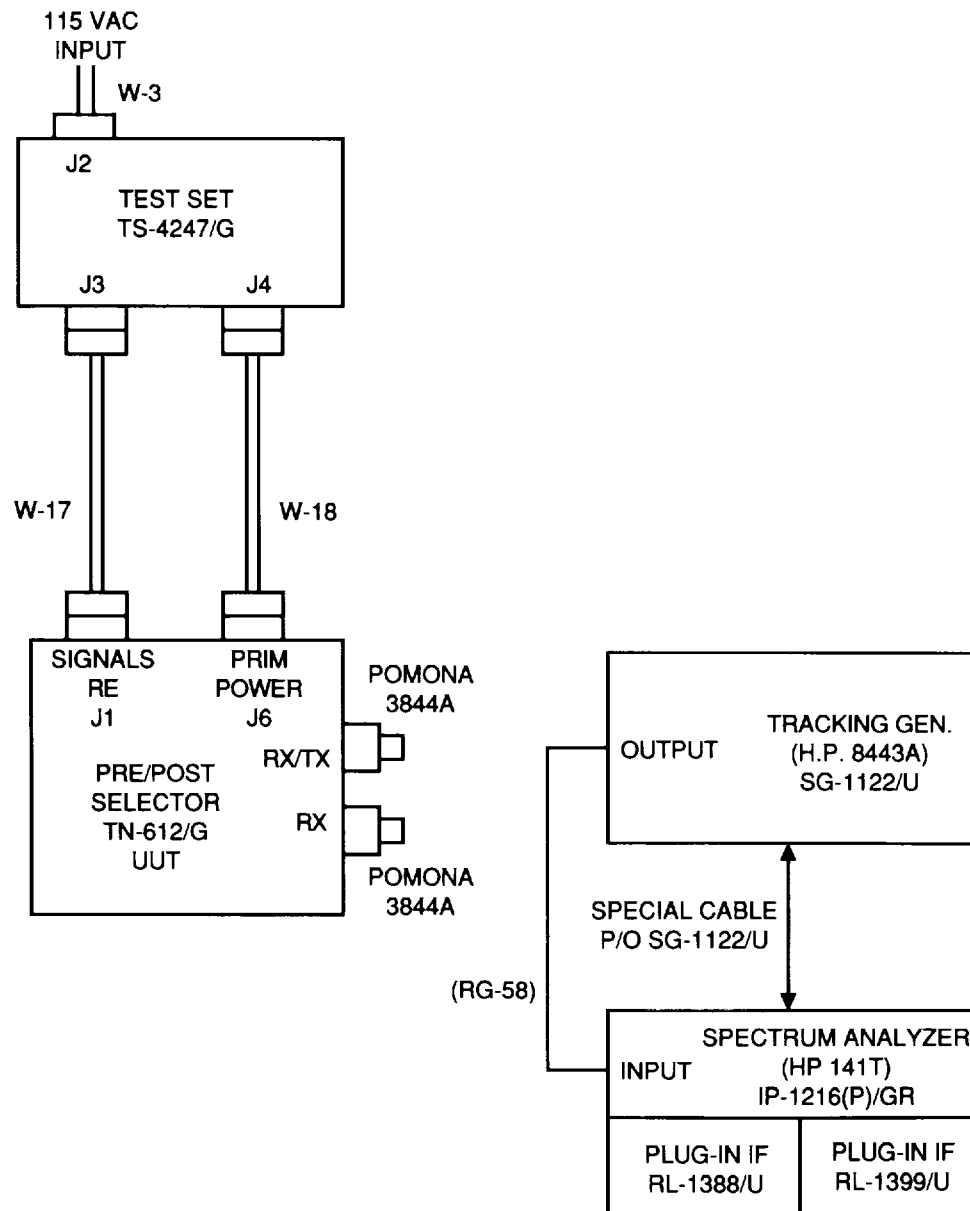 115 VAC
INPUT
W-3
J2
TEST SET
TS-4247/G
J3
J4
W-17
W-18
SIGNALS
RE
J1
PRIM
POWER
J6
POMONA
3844A
RX/TX
PRE/POST
SELECTOR
TN-612/G
UUT
RX
POMONA
3844A
OUTPUT
TRACKING GEN.
(H.P. 8443A)
SG-1122/U
SPECIAL CABLE
P/O SG-1122/U
(RG-58)
INPUT
SPECTRUM ANALYZER
(HP 141T)
IP-1216(P)/GR
PLUG-IN IF
RL-1388/U
PLUG-IN IF
RL-1399/U